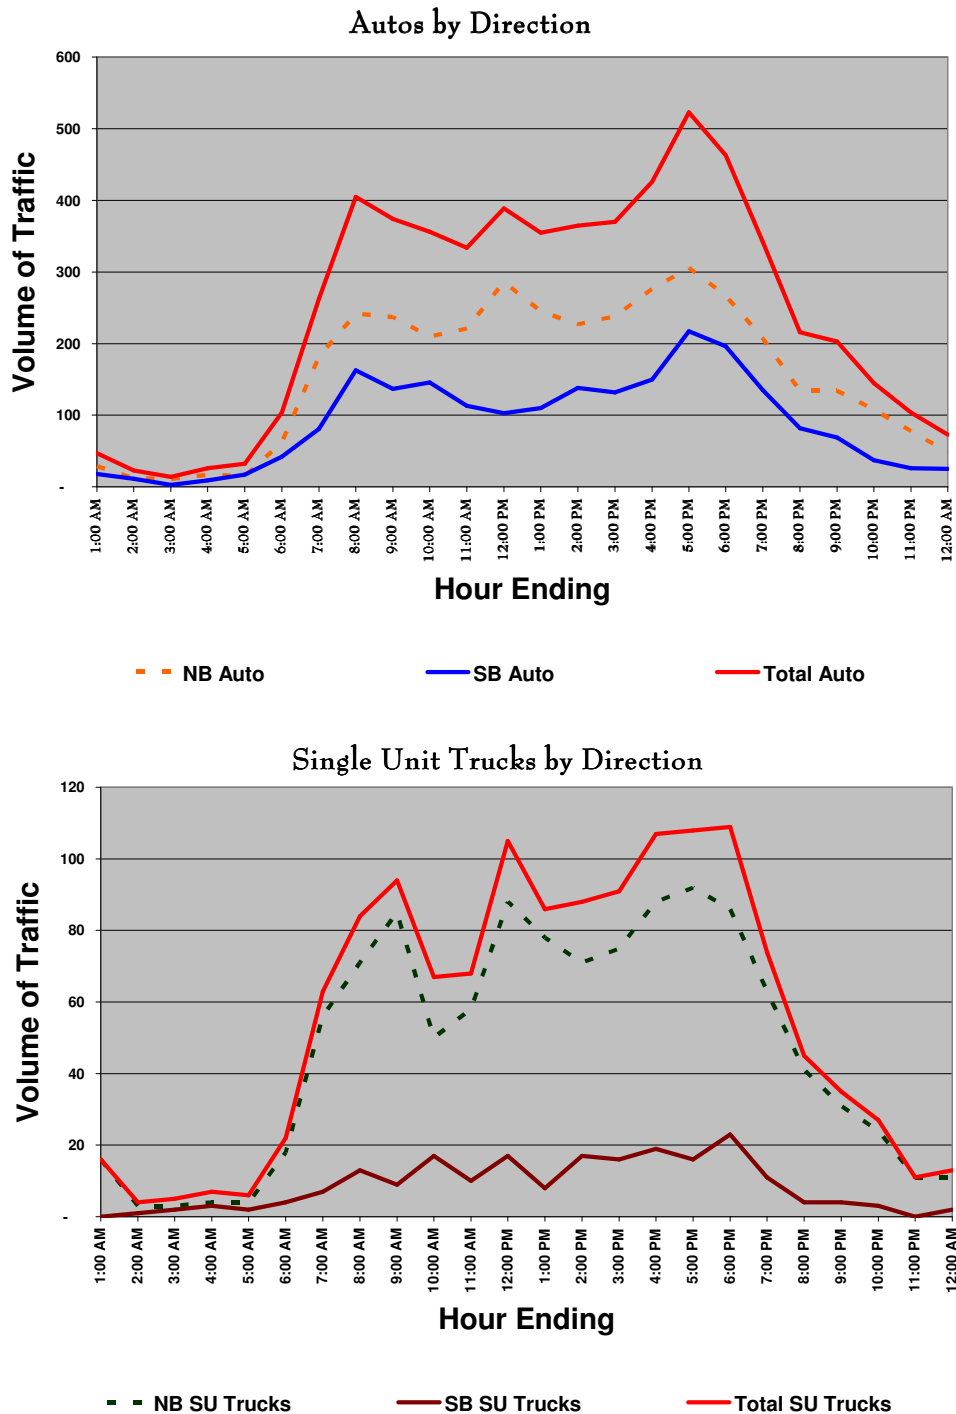 Autos by Direction
600
500
400
300
200
100
-
Volume of Traffic
1:00 AM
2:00 AM
3:00 AM
4:00 AM
5:00 AM
6:00 AM
7:00 AM
8:00 AM
9:00 AM
10:00 AM
11:00 AM
12:00 PM
1:00 PM
2:00 PM
3:00 PM
4:00 PM
5:00 PM
6:00 PM
7:00 PM
8:00 PM
9:00 PM
10:00 PM
11:00 PM
12:00 AM
Hour Ending
NB Auto
SB Auto
Total Auto
Single Unit Trucks by Direction
120
100
80
60
40
20
-
Volume of Traffic
1:00 AM
2:00 AM
3:00 AM
4:00 AM
5:00 AM
6:00 AM
7:00 AM
8:00 AM
9:00 AM
10:00 AM
11:00 AM
12:00 PM
1:00 PM
2:00 PM
3:00 PM
4:00 PM
5:00 PM
6:00 PM
7:00 PM
8:00 PM
9:00 PM
10:00 PM
11:00 PM
12:00 AM
Hour Ending
NB SU Trucks
SB SU Trucks
Total SU Trucks